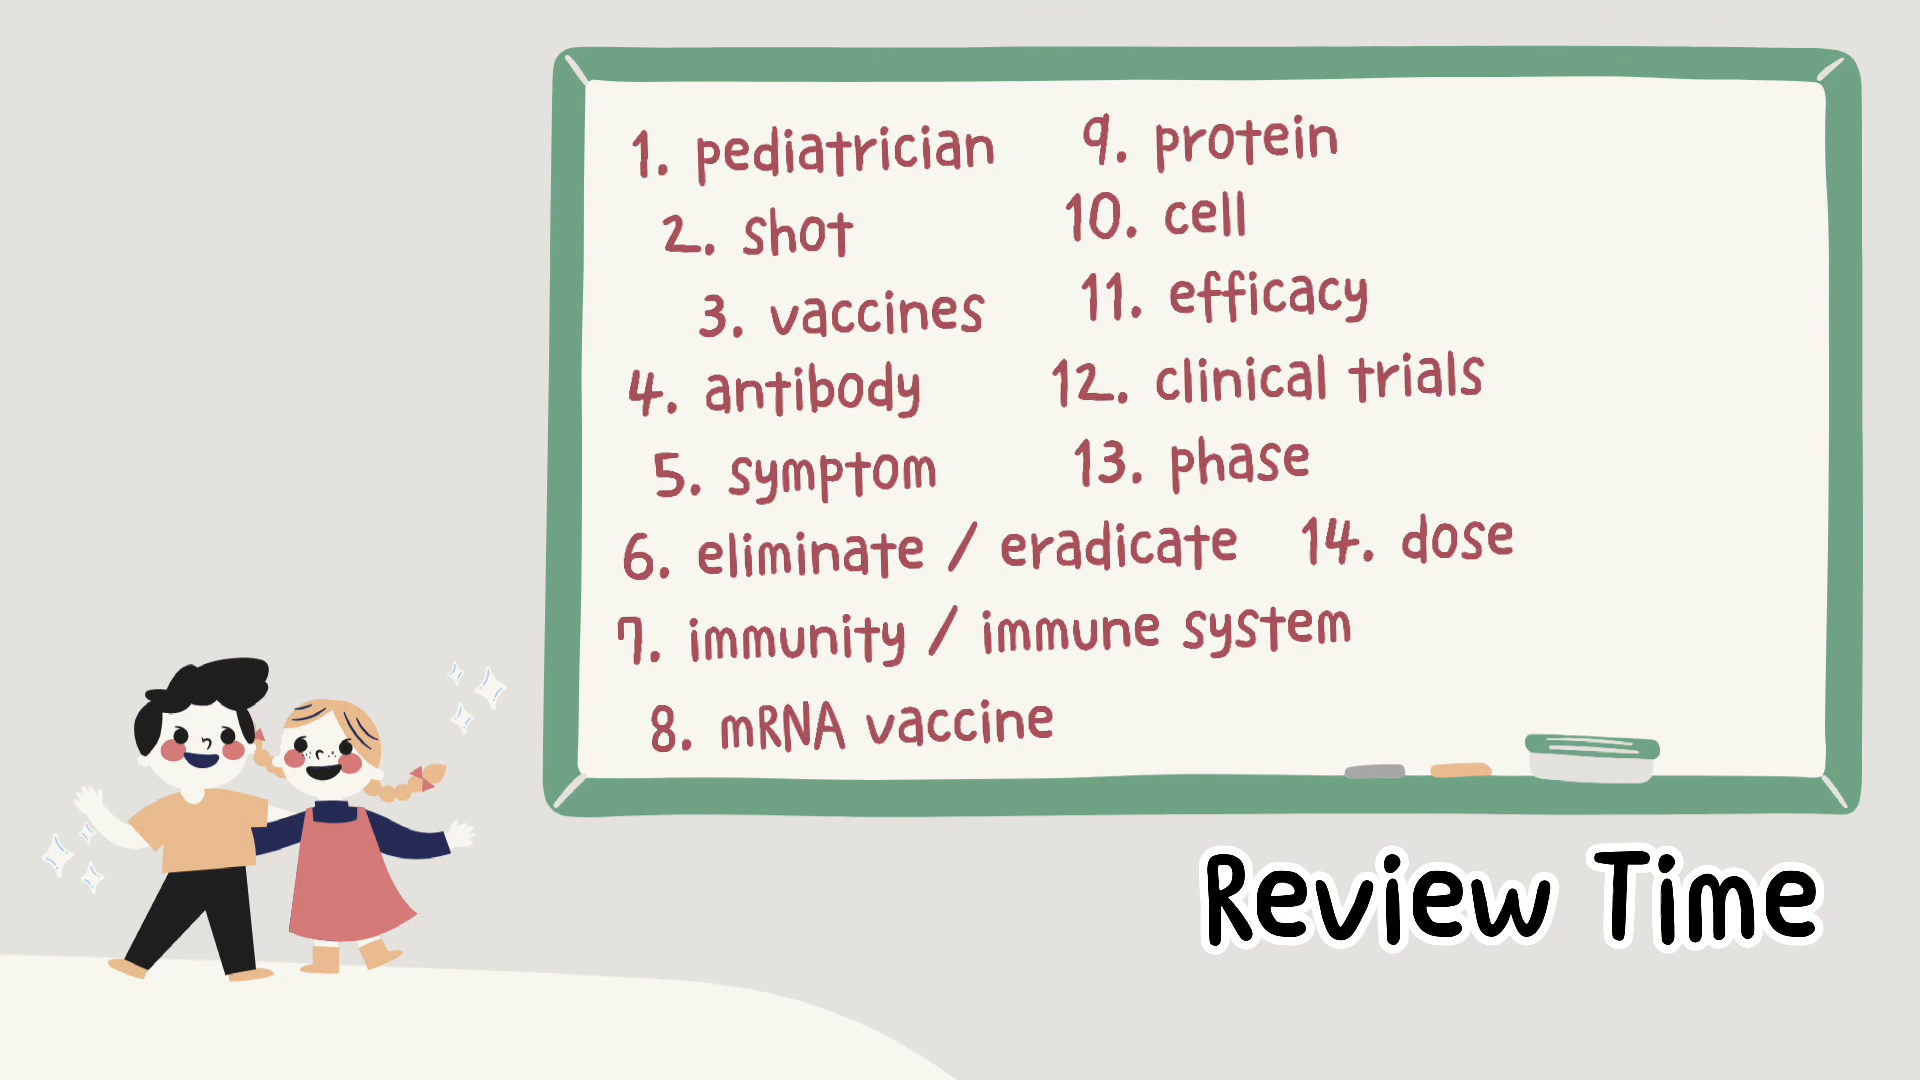 1. pediatrician
2. shot
3. vaccines
4. antibody
5. symptom
6. eliminate / eradicate
7. immunity / immune system
8. mRNA vaccine
9. protein
10. cell
11. efficacy
12. clinical trials
13. phase
14. dose
Review Time